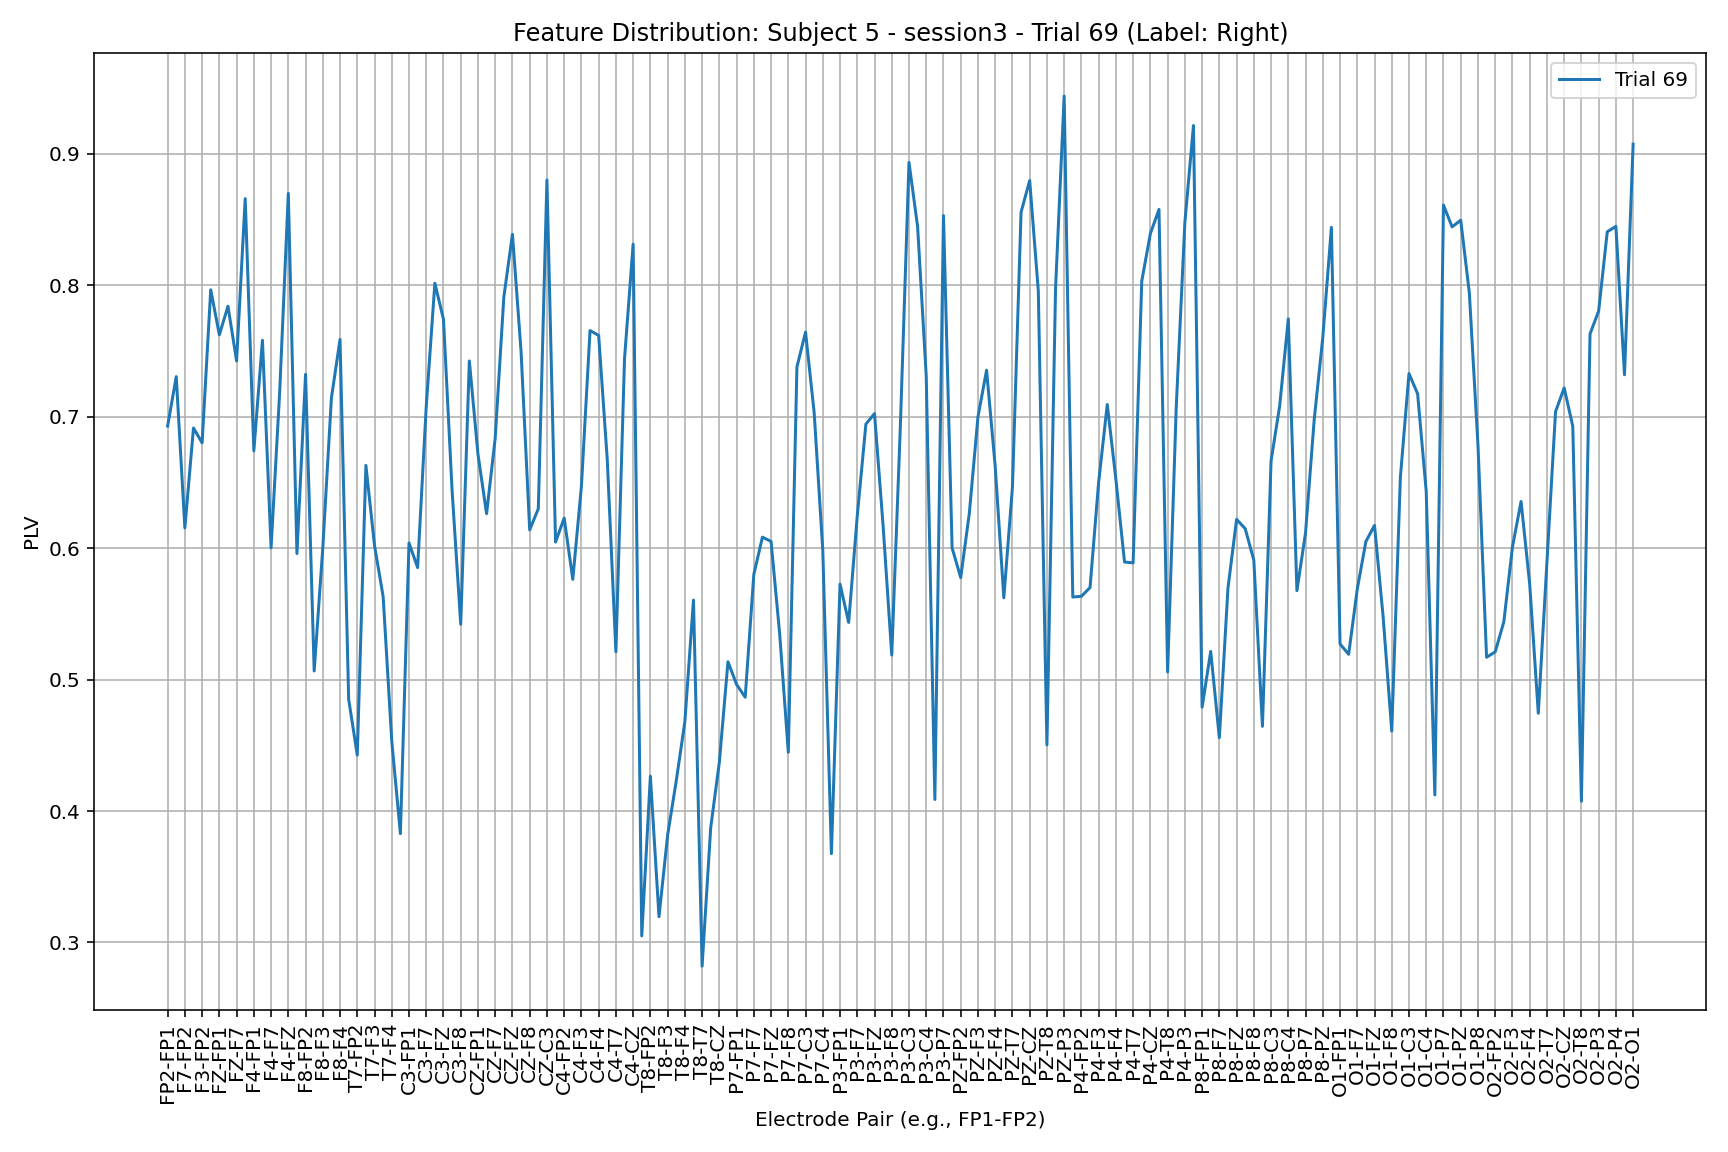 Feature Distribution: Subject 5 - session3 - Trial 69 (Label: Right)
Trial 69
PLV
0.9
0.8
0.7
0.6
0.5
0.4
0.3
FP2-FP1
F7-FP2
F3-FP2
FZ-FP1
FZ-F7
F4-FP1
F4-F7
F4-FZ
F8-FP2
F8-F3
F8-F4
T7-FP2
T7-F3
T7-F4
C3-FP1
C3-F7
C3-FZ
C3-F8
CZ-FP1
CZ-F7
CZ-FZ
CZ-F8
CZ-C3
C4-FP2
C4-F3
C4-F4
C4-T7
C4-CZ
T8-FP2
T8-F3
T8-F4
T8-T7
T8-CZ
P7-FP1
P7-F7
P7-FZ
P7-F8
P7-C3
P7-C4
P3-FP1
P3-F7
P3-FZ
P3-F8
P3-C3
P3-C4
P3-P7
PZ-FP2
PZ-F3
PZ-F4
PZ-T7
PZ-CZ
PZ-T8
PZ-P3
P4-FP2
P4-F3
P4-F4
P4-T7
P4-CZ
P4-T8
P4-P3
P8-FP1
P8-F7
P8-FZ
P8-F8
P8-C3
P8-C4
P8-P7
P8-PZ
O1-FP1
O1-F7
O1-FZ
O1-F8
O1-C3
O1-C4
O1-P7
O1-PZ
O1-P8
O2-FP2
O2-F3
O2-F4
O2-T7
O2-CZ
O2-T8
O2-P3
O2-P4
O2-O1
Electrode Pair (e.g., FP1-FP2)